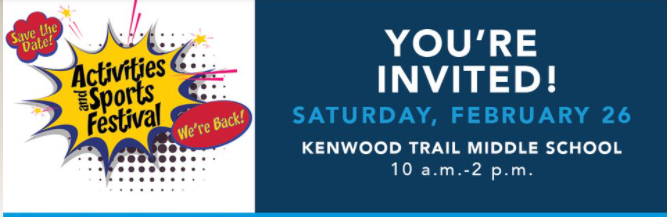 Save the
Date!
Activities
and Sports
Festival
We're Back!
YOU'RE
INVITED!
SATURDAY, FEBRUARY 26
KENWOOD TRAIL MIDDLE SCHOOL
10 a.m.-2 p.m.